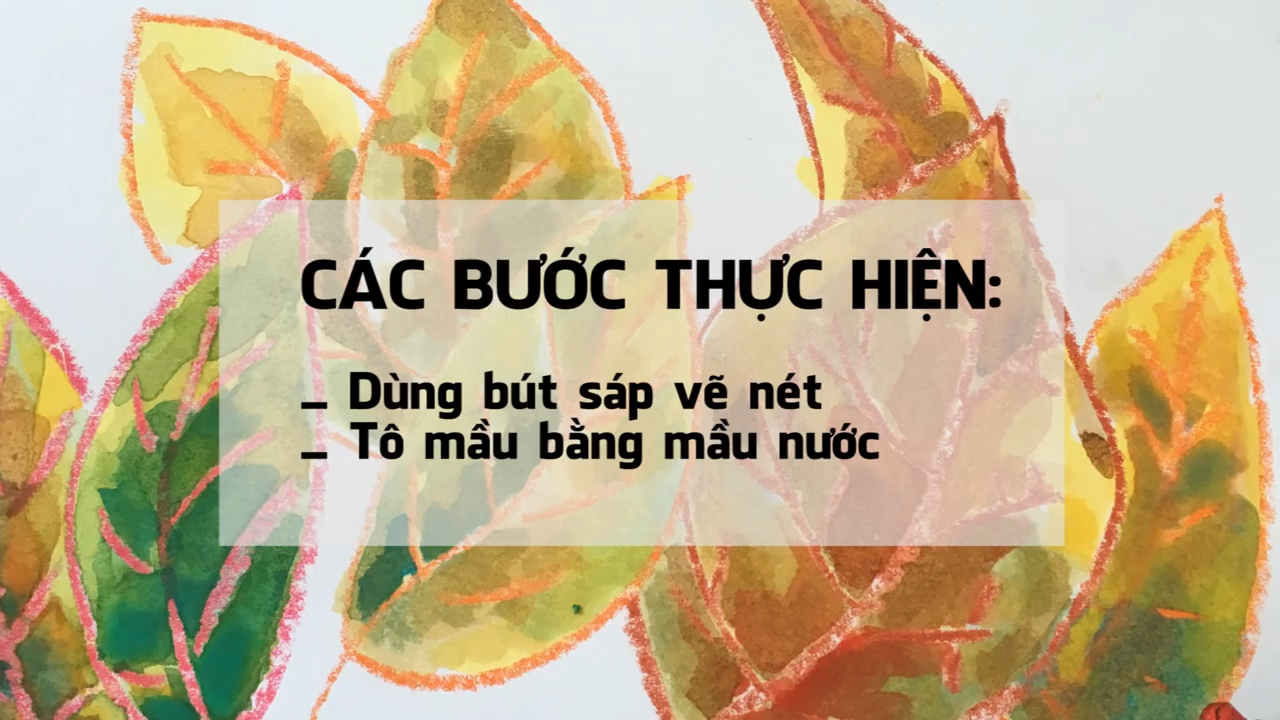 CÁC BƯỚC THỰC HIỆN:
_ Dùng bút sáp vẽ nét
_ Tô mầu bằng mầu nước